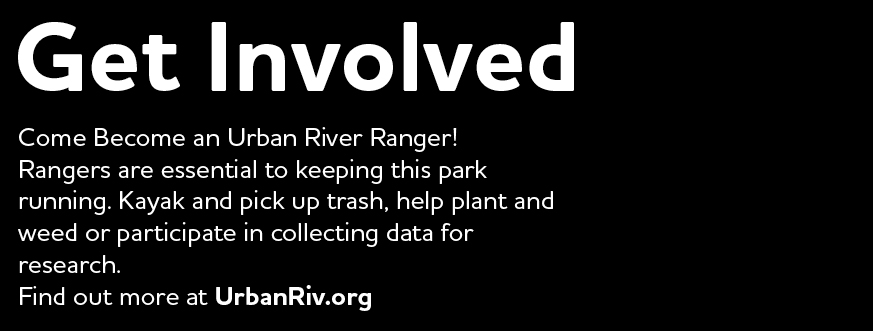 Get Involved
Come Become an Urban River Ranger!
Rangers are essential to keeping this park
running. Kayak and pick up trash, help plant and
weed or participate in collecting data for
research.
Find out more at UrbanRiv.org